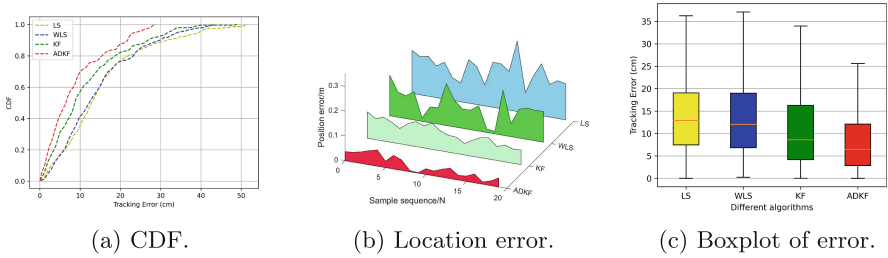 LS
WLS
KF
ADKF
1.0
0.8
0.6
0.4
0.2
0.0
CDF
0 10 20 30 40 50
Tracking Error (cm)
(a) CDF.
Position error/m
0.3
0.2
0.1
0
0 5 10 15 20
Sample sequence/N
LS
WLS
KF
ADKF
(b) Location error.
Tracking Error (cm)
35
30
25
20
15
10
5
0
LS WLS KF ADKF
Different algorithms
(c) Boxplot of error.